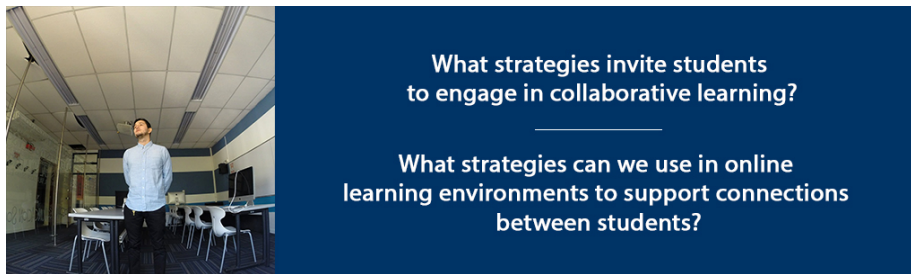 What strategies invite students
to engage in collaborative learning?
What strategies can we use in online
learning environments to support connections
between students?